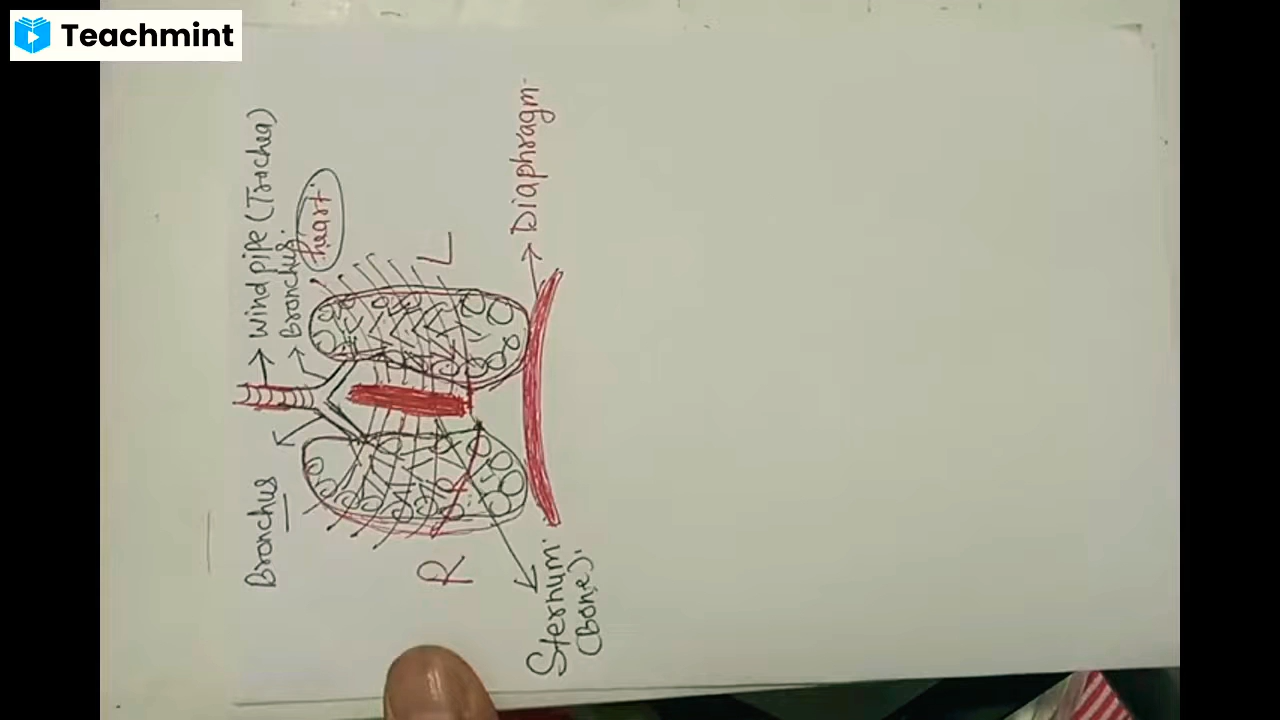 Teachmint
wind pipe (Trachea)
Bronchus.
heart
Bronchus
L
R
Diaphragm.
Sternum.
(Bone).